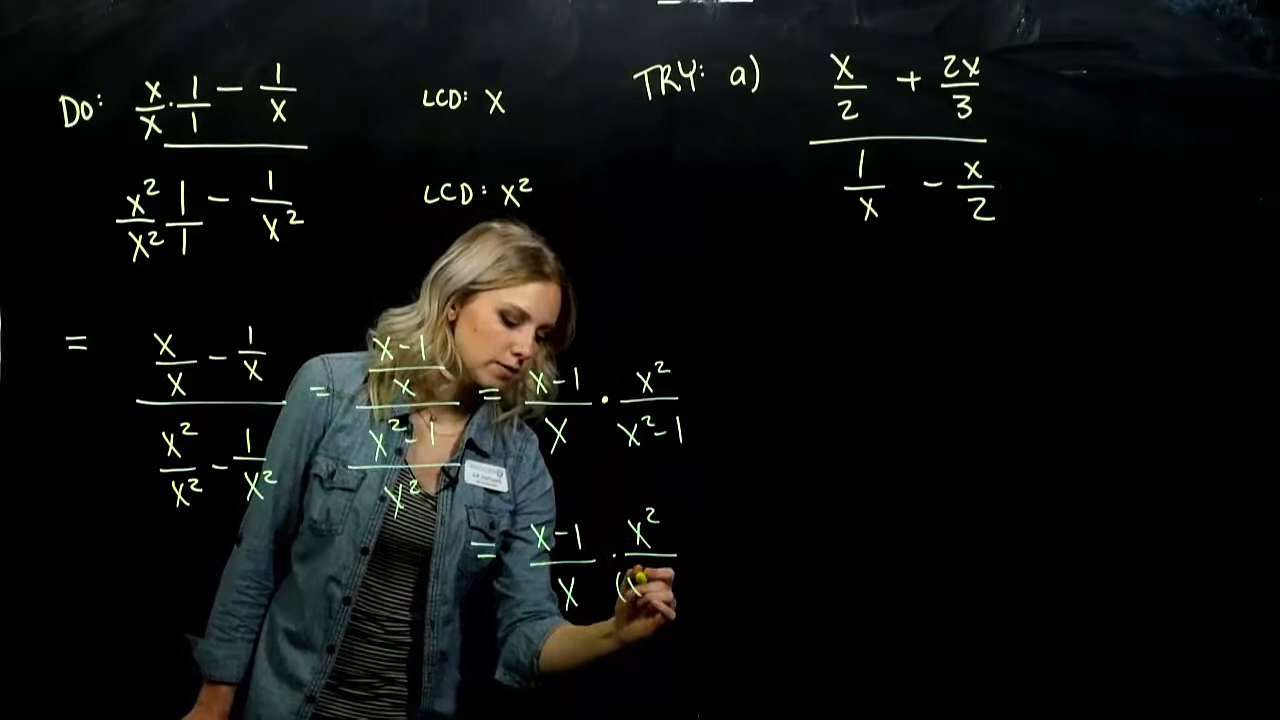 DO: x/x · 1/1 - 1/x
LCD: x
x²/x² 1/1 - 1/x²
LCD: x²
= (x/x - 1/x)/(x²/x² - 1/x²) = ((x-1)/x)/((x²-1)/x²) = (x-1)/x · x²/(x²-1)
= (x-1)/x · x²/(x
TRY: a) (x/2 + 2x/3)/(1/x - x/2)